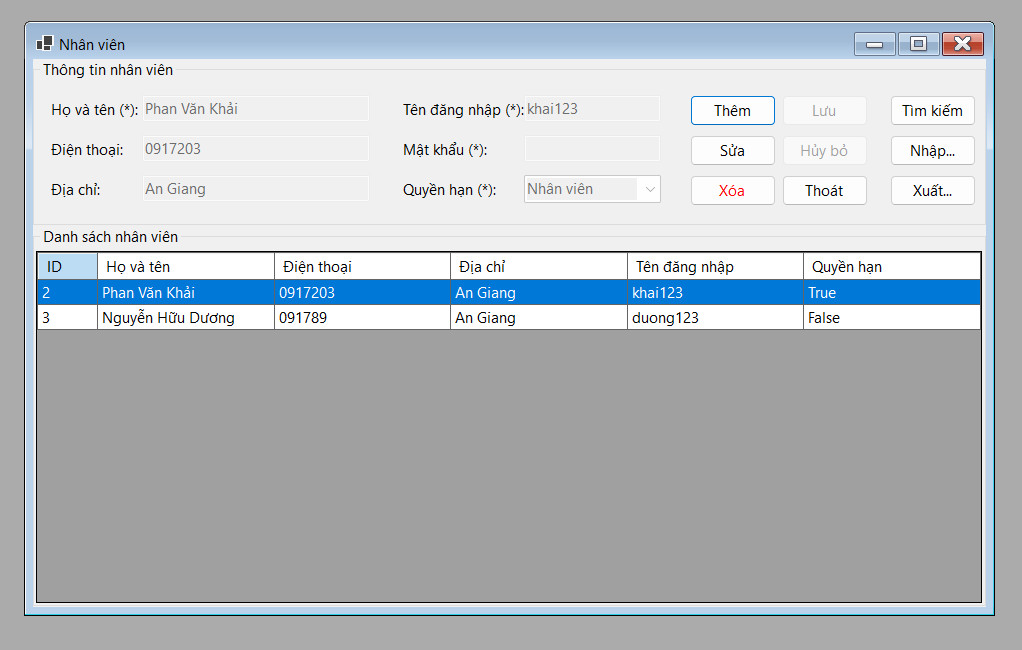 Nhân viên
Thông tin nhân viên
Họ và tên (*): Phan Văn Khải Tên đăng nhập (*): khai123 Thêm Lưu Tìm kiếm
Điện thoại: 0917203 Mật khẩu (*): Sửa Hủy bỏ Nhập...
Địa chỉ: An Giang Quyền hạn (*): Nhân viên Xóa Thoát Xuất...
Danh sách nhân viên
ID Họ và tên Điện thoại Địa chỉ Tên đăng nhập Quyền hạn
2 Phan Văn Khải 0917203 An Giang khai123 True
3 Nguyễn Hữu Dương 091789 An Giang duong123 False